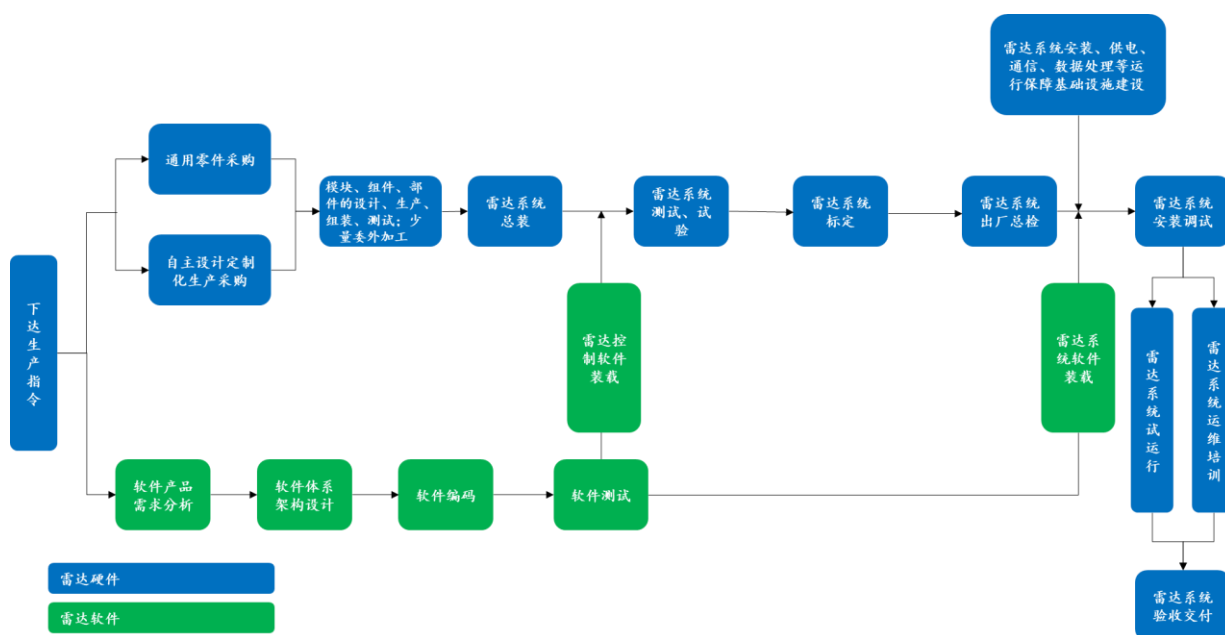 雷达系统安装、供电、
通信、数据处理等运
行保障基础设施建设
通用零件采购
自主设计定制
化生产采购
模块、组件、部
件的设计、生产、
组装、测试；少
量委外加工
雷达系统
总装
雷达系统
测试、试
验
雷达系统
标定
雷达系统
出厂总检
雷达系统
安装调试
下达生产指令
雷达控
制软件
装载
雷达系
统软件
装载
雷达系统试运行
雷达系统运维培训
软件产品
需求分析
软件体系
架构设计
软件编码
软件测试
雷达系统
验收交付
雷达硬件
雷达软件